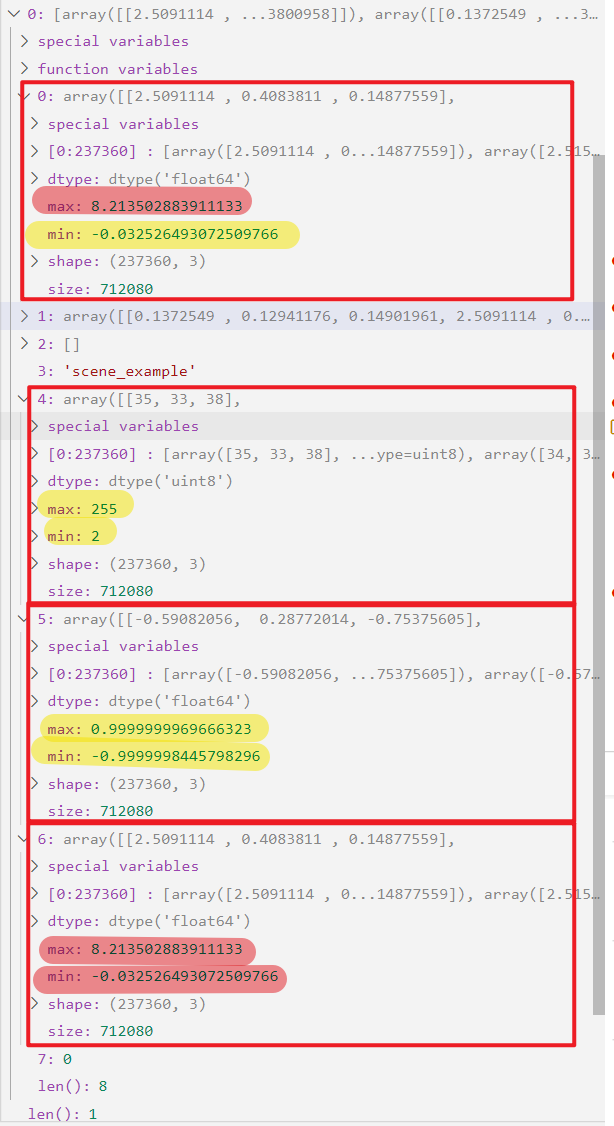 0: [array([[2.5091114 , ...3800958]]), array([[0.1372549 , ...3...
special variables
function variables
0: array([[2.5091114 , 0.4083811 , 0.14877559],
special variables
[0:237360] : [array([2.5091114 , 0...14877559]), array([2.515...
dtype: dtype('float64')
max: 8.213502883911133
min: -0.032526493072509766
shape: (237360, 3)
size: 712080
1: array([[0.1372549 , 0.12941176, 0.14901961, 2.5091114 , 0....
2: []
3: 'scene_example'
4: array([[35, 33, 38],
special variables
[0:237360] : [array([35, 33, 38], ...ype=uint8), array([34, 3...
dtype: dtype('uint8')
max: 255
min: 2
shape: (237360, 3)
size: 712080
5: array([[-0.59082056,  0.28772014, -0.75375605],
special variables
[0:237360] : [array([-0.59082056, ...75375605]), array([-0.57...
dtype: dtype('float64')
max: 0.9999999969666323
min: -0.9999998445798296
shape: (237360, 3)
size: 712080
6: array([[2.5091114 , 0.4083811 , 0.14877559],
special variables
[0:237360] : [array([2.5091114 , 0...14877559]), array([2.515...
dtype: dtype('float64')
max: 8.213502883911133
min: -0.032526493072509766
shape: (237360, 3)
size: 712080
7: 0
len(): 8
len(): 1